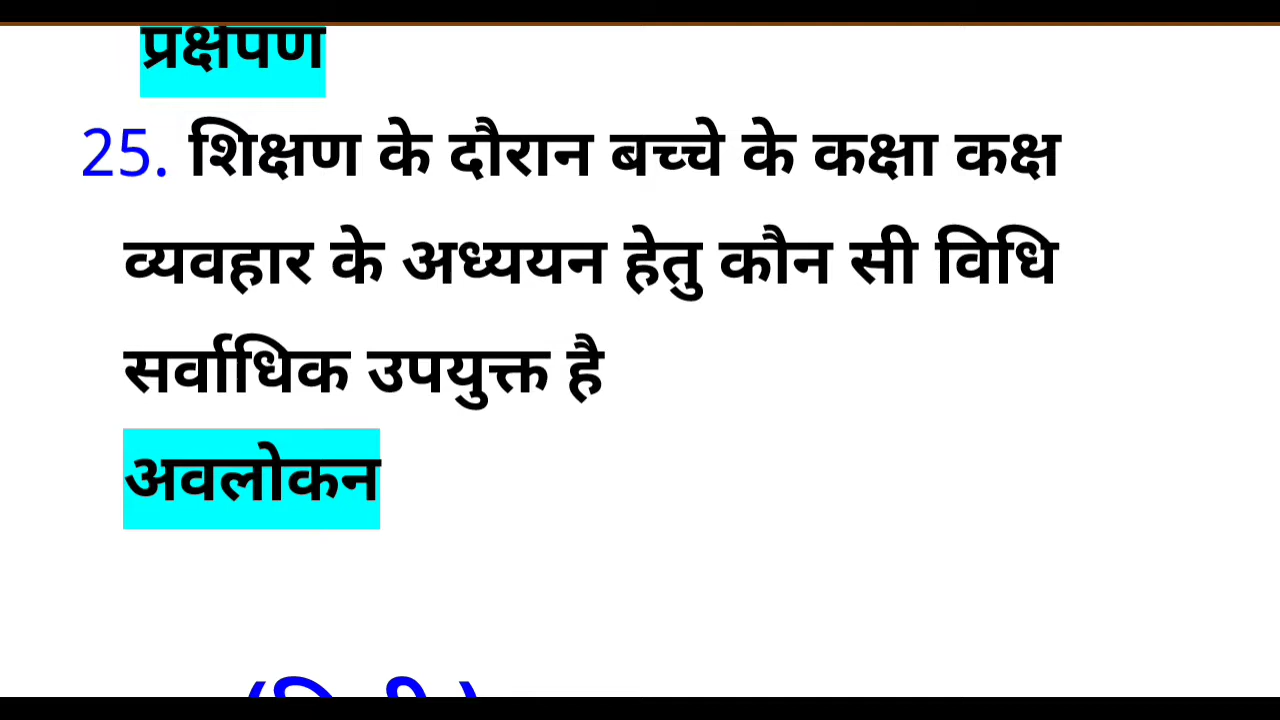 प्रक्षेपण
25. शिक्षण के दौरान बच्चे के कक्षा कक्ष
व्यवहार के अध्ययन हेतु कौन सी विधि
सर्वाधिक उपयुक्त है
अवलोकन